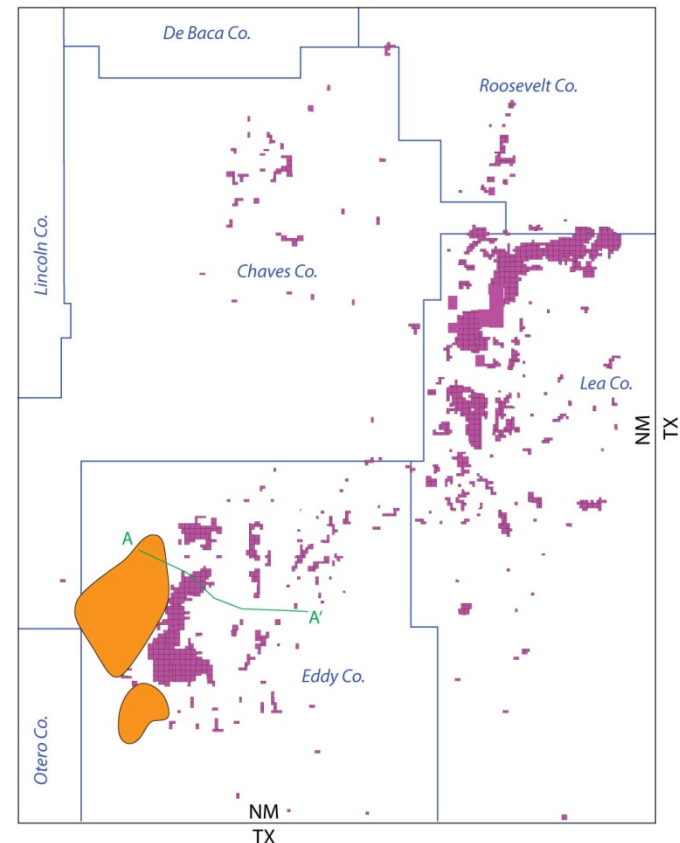 De Baca Co.
Roosevelt Co.
Lincoln Co.
Chaves Co.
Lea Co.
NM
TX
A
A'
Eddy Co.
Otero Co.
NM
TX